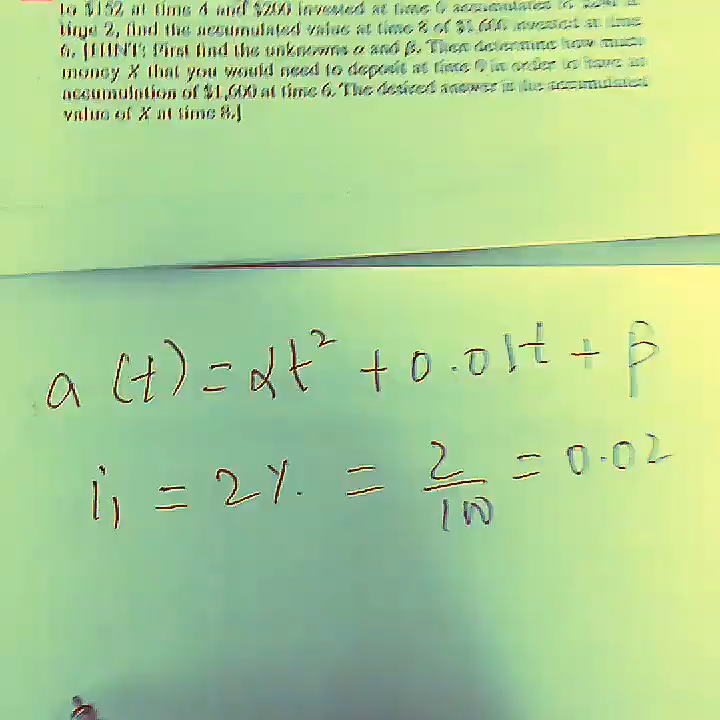 to $152 at time 4 and $200 invested at time 0 accumulates to
time 2, find the accumulated value at time 8 of $1,600 invested at time
6. [HINT: First find the unknowns α and β. Then determine how much
money X that you would need to deposit at time 0 in order to have an
accumulation of $1,600 at time 6. The desired answer is the accumulated
value of X at time 8.]
a (t) = αt² + 0.01t + β
i₁ = 2% = 2/100 = 0.02